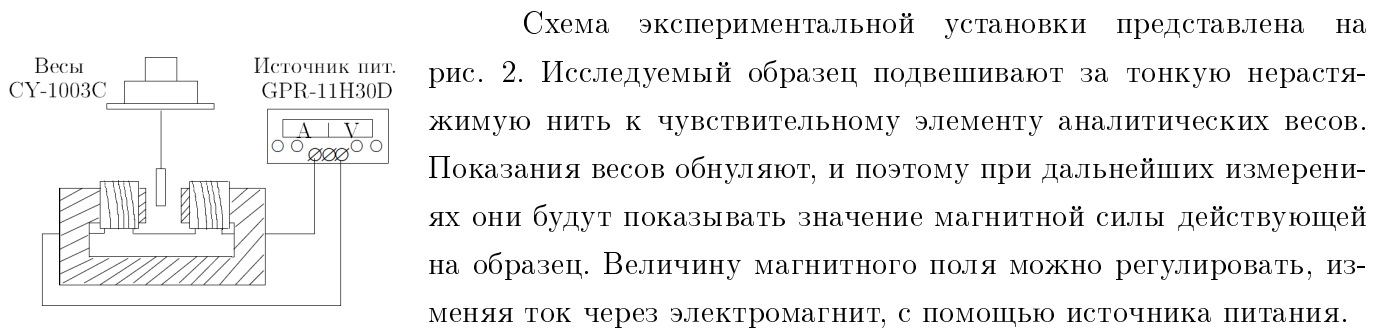 Весы
CY-1003C
Источник пит.
GPR-11H30D
A | V
Схема экспериментальной установки представлена на
рис. 2. Исследуемый образец подвешивают за тонкую нерастя-
жимую нить к чувствительному элементу аналитических весов.
Показания весов обнуляют, и поэтому при дальнейших измерени-
ях они будут показывать значение магнитной силы действующей
на образец. Величину магнитного поля можно регулировать, из-
меняя ток через электромагнит, с помощью источника питания.